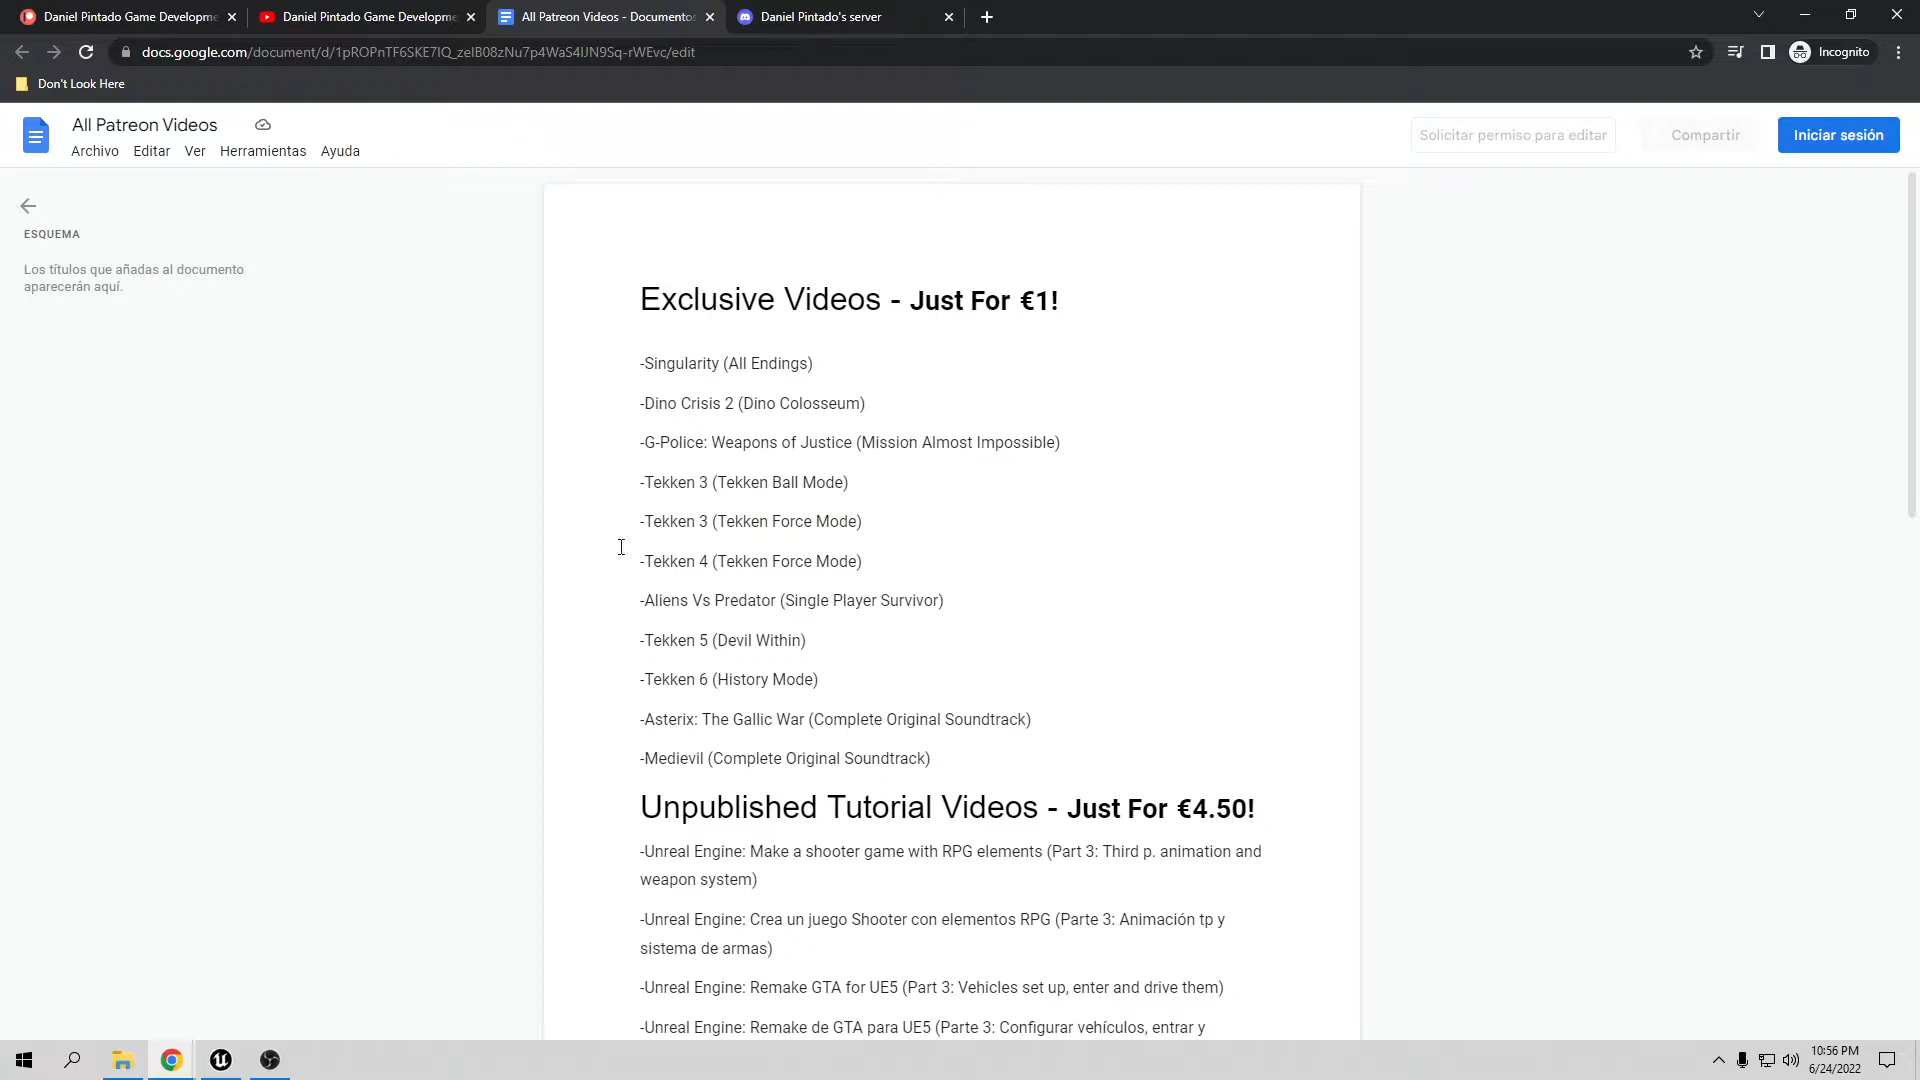 Daniel Pintado Game Developme
Daniel Pintado Game Developme
All Patreon Videos - Documentos
Daniel Pintado's server
docs.google.com/document/d/1pROPnTF6SKE7IQ_zelB08zNu7p4WaS4lJN9Sq-rWEvc/edit
Incognito
Don't Look Here
All Patreon Videos
Solicitar permiso para editar
Compartir
Iniciar sesión
Archivo Editar Ver Herramientas Ayuda
ESQUEMA
Los títulos que añadas al documento
aparecerán aquí.
Exclusive Videos - Just For €1!
-Singularity (All Endings)
-Dino Crisis 2 (Dino Colosseum)
-G-Police: Weapons of Justice (Mission Almost Impossible)
-Tekken 3 (Tekken Ball Mode)
-Tekken 3 (Tekken Force Mode)
-Tekken 4 (Tekken Force Mode)
-Aliens Vs Predator (Single Player Survivor)
-Tekken 5 (Devil Within)
-Tekken 6 (History Mode)
-Asterix: The Gallic War (Complete Original Soundtrack)
-Medievil (Complete Original Soundtrack)
Unpublished Tutorial Videos - Just For €4.50!
-Unreal Engine: Make a shooter game with RPG elements (Part 3: Third p. animation and
weapon system)
-Unreal Engine: Crea un juego Shooter con elementos RPG (Parte 3: Animación tp y
sistema de armas)
-Unreal Engine: Remake GTA for UE5 (Part 3: Vehicles set up, enter and drive them)
-Unreal Engine: Remake de GTA para UE5 (Parte 3: Configurar vehículos, entrar y
10:56 PM
6/24/2022